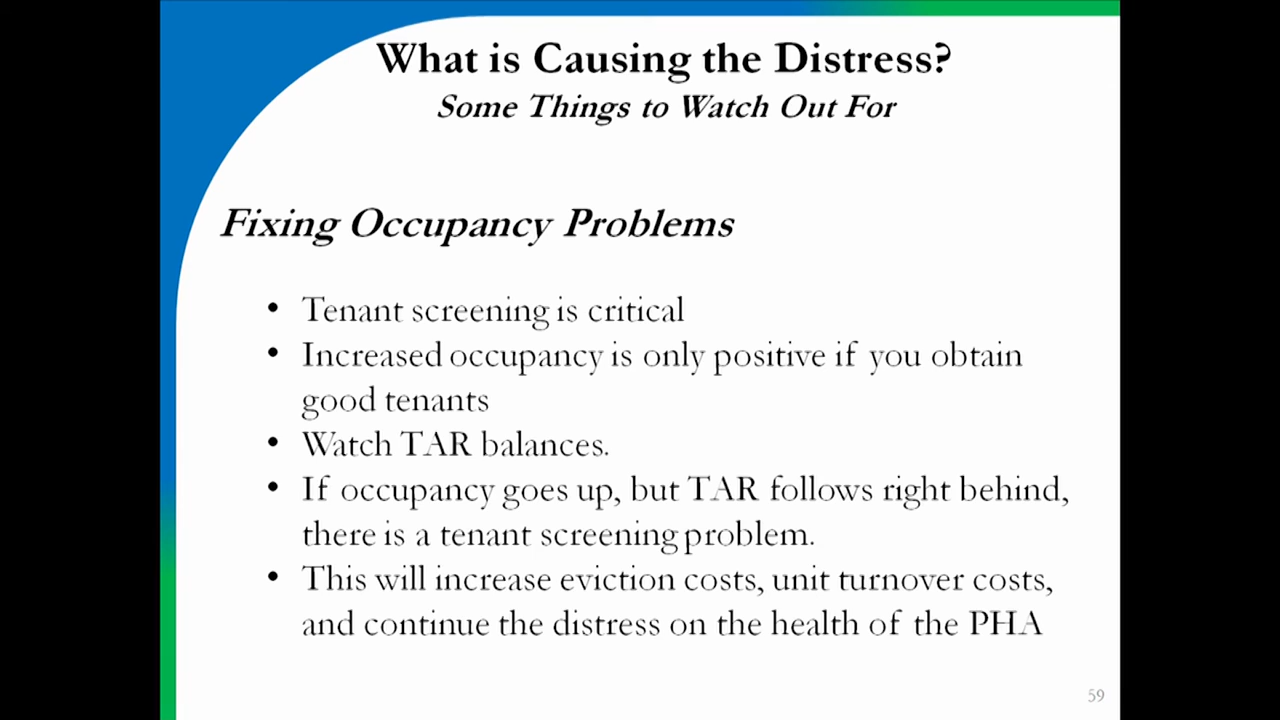 What is Causing the Distress?
Some Things to Watch Out For
Fixing Occupancy Problems
• Tenant screening is critical
• Increased occupancy is only positive if you obtain
good tenants
• Watch TAR balances.
• If occupancy goes up, but TAR follows right behind,
there is a tenant screening problem.
• This will increase eviction costs, unit turnover costs,
and continue the distress on the health of the PHA
59